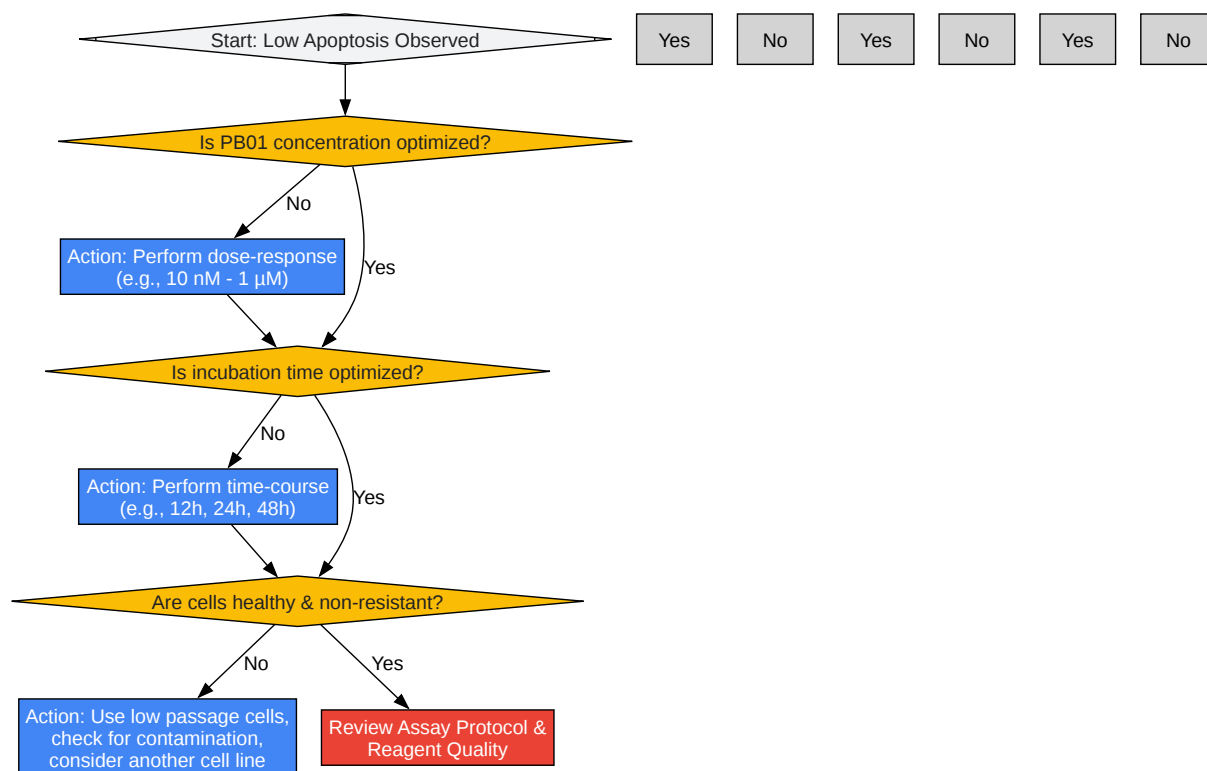 Start: Low Apoptosis Observed
Yes
No
Yes
No
Yes
No
Is PB01 concentration optimized?
No
Action: Perform dose-response
(e.g., 10 nM - 1 µM)
Yes
Is incubation time optimized?
No
Action: Perform time-course
(e.g., 12h, 24h, 48h)
Yes
Are cells healthy & non-resistant?
No
Yes
Action: Use low passage cells,
check for contamination,
consider another cell line
Review Assay Protocol &
Reagent Quality